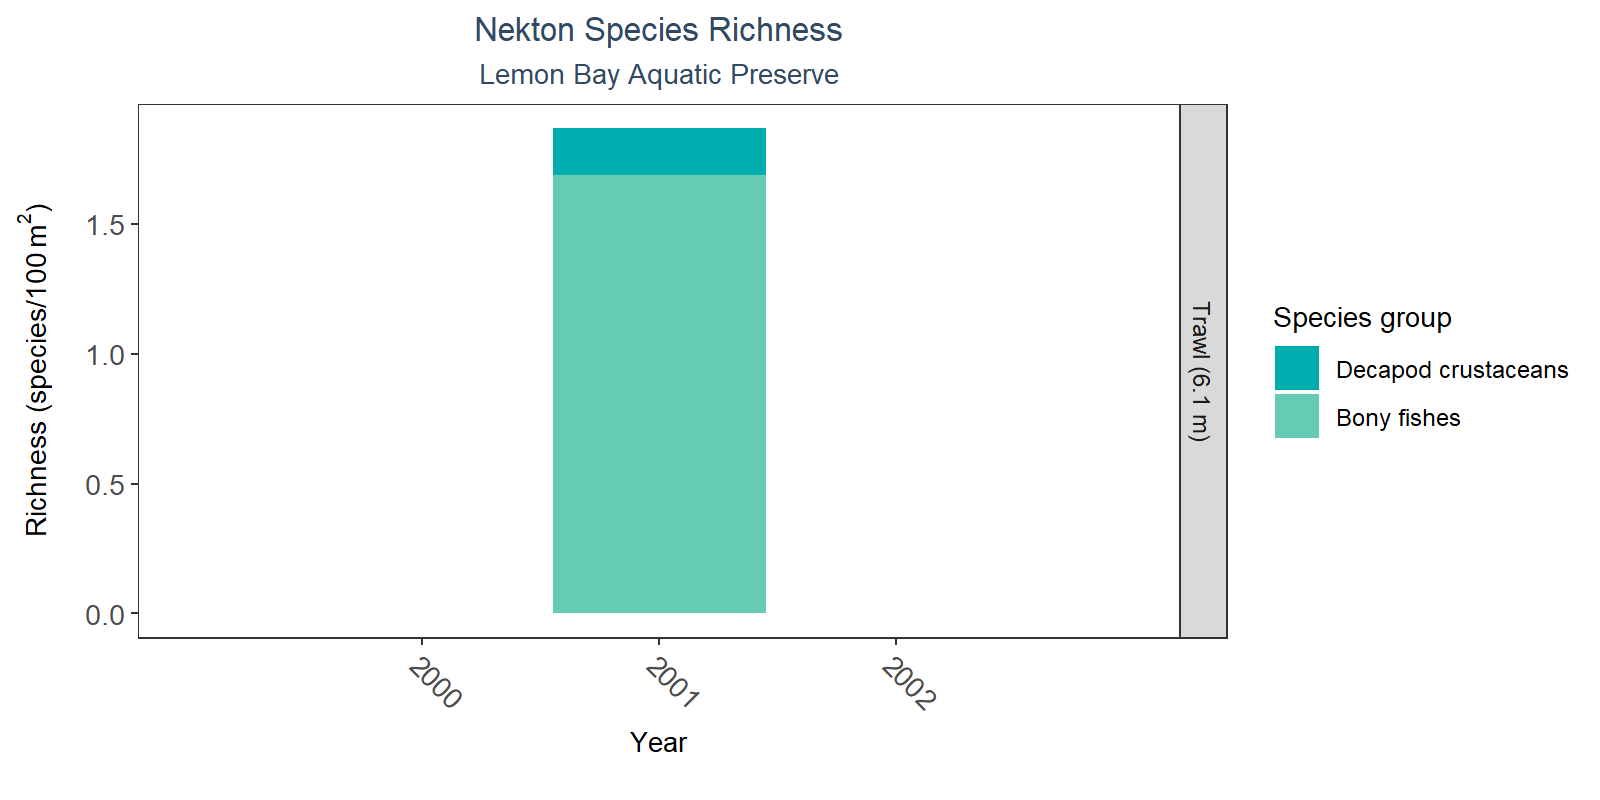 Nekton Species Richness
Lemon Bay Aquatic Preserve
Richness (species/100 m²)
1.5
1.0
0.5
0.0
2000
2001
2002
Year
Trawl (6.1 m)
Species group
Decapod crustaceans
Bony fishes